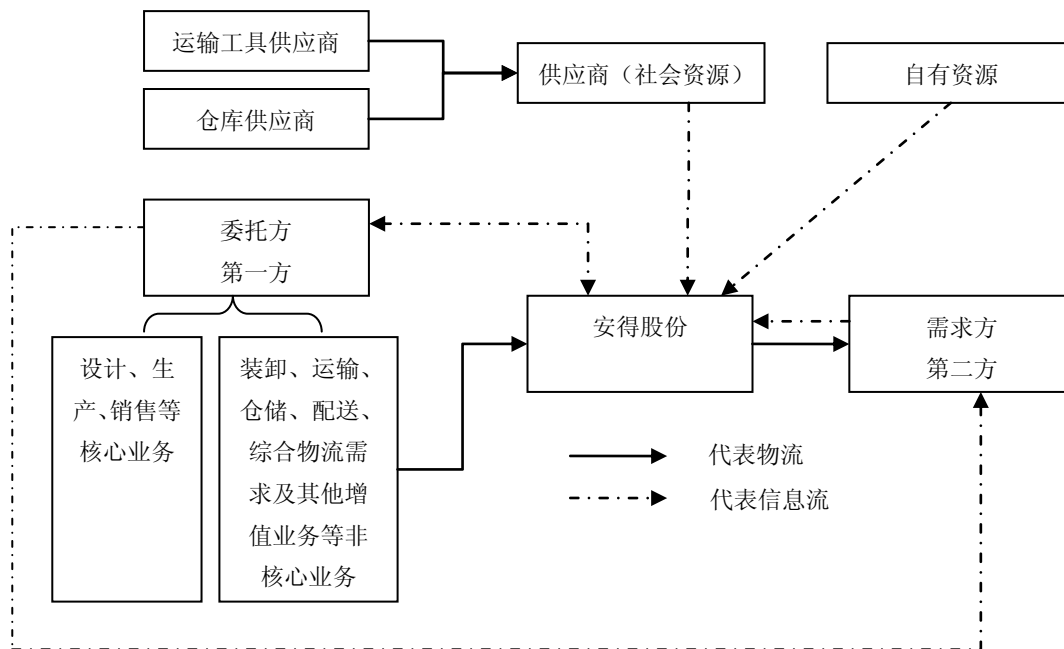 运输工具供应商
仓库供应商
供应商（社会资源）
自有资源
委托方
第一方
安得股份
需求方
第二方
设计、生
产、销售等
核心业务
装卸、运输、
仓储、配送、
综合物流需
求及其他增
值业务等非
核心业务
代表物流
代表信息流